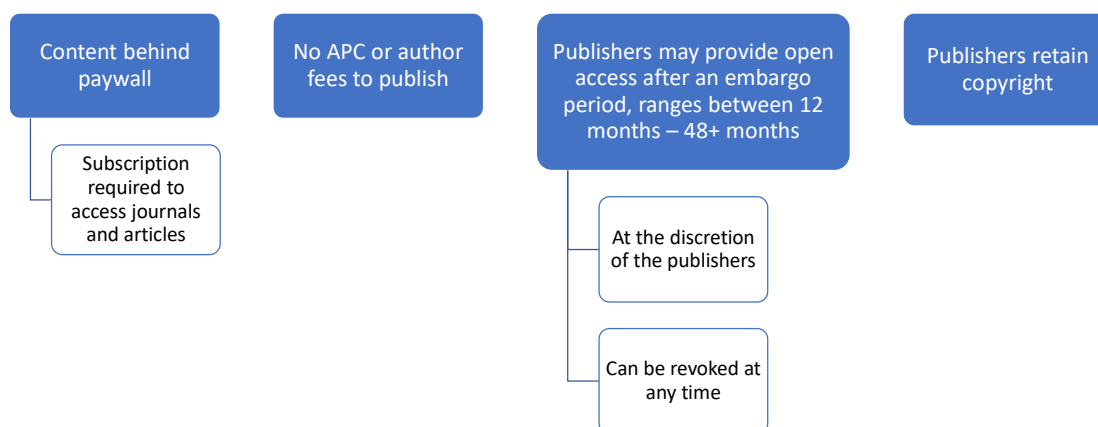 Content behind
paywall
Subscription
required to
access journals
and articles
No APC or author
fees to publish
Publishers may provide open
access after an embargo
period, ranges between 12
months – 48+ months
At the discretion
of the publishers
Can be revoked at
any time
Publishers retain
copyright